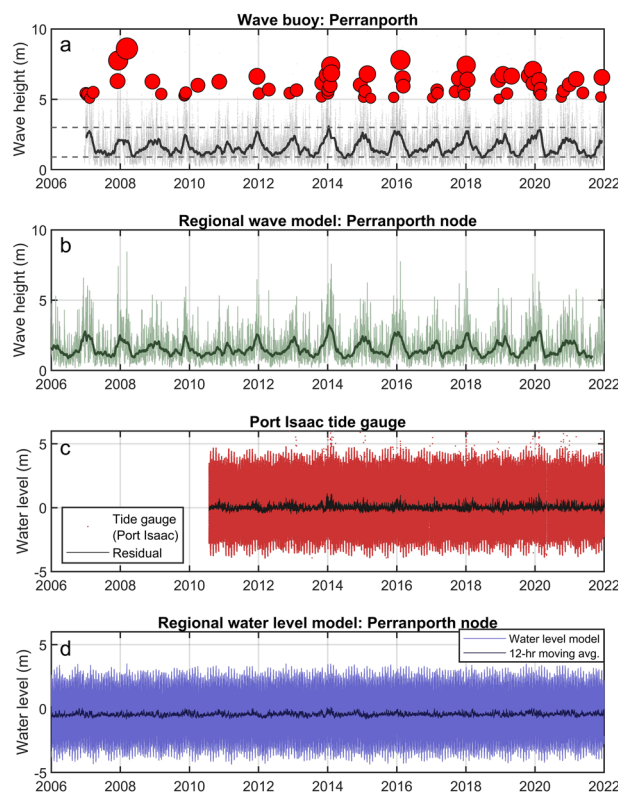 Wave buoy: Perranporth
a
Wave height (m)
10
5
0
2006 2008 2010 2012 2014 2016 2018 2020 2022
Regional wave model: Perranporth node
b
Wave height (m)
10
5
0
2006 2008 2010 2012 2014 2016 2018 2020 2022
Port Isaac tide gauge
c
Water level (m)
5
0
-5
Tide gauge
(Port Isaac)
Residual
2006 2008 2010 2012 2014 2016 2018 2020 2022
Regional water level model: Perranporth node
d
Water level (m)
5
0
-5
Water level model
12-hr moving avg.
2006 2008 2010 2012 2014 2016 2018 2020 2022